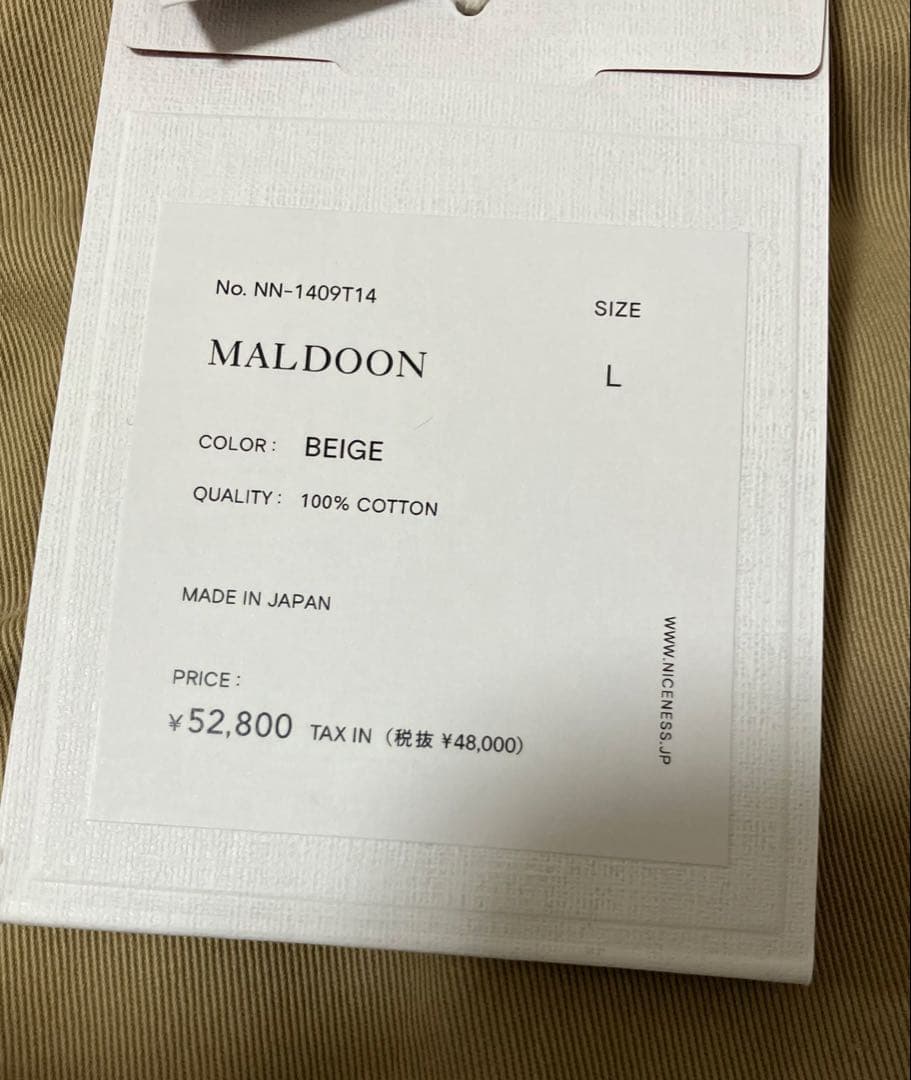 No. NN-1409T14
SIZE
MALDOON
L
COLOR: BEIGE
QUALITY: 100% COTTON
MADE IN JAPAN
PRICE:
¥52,800 TAX IN (税抜 ¥48,000)
WWW.NICENESS.JP